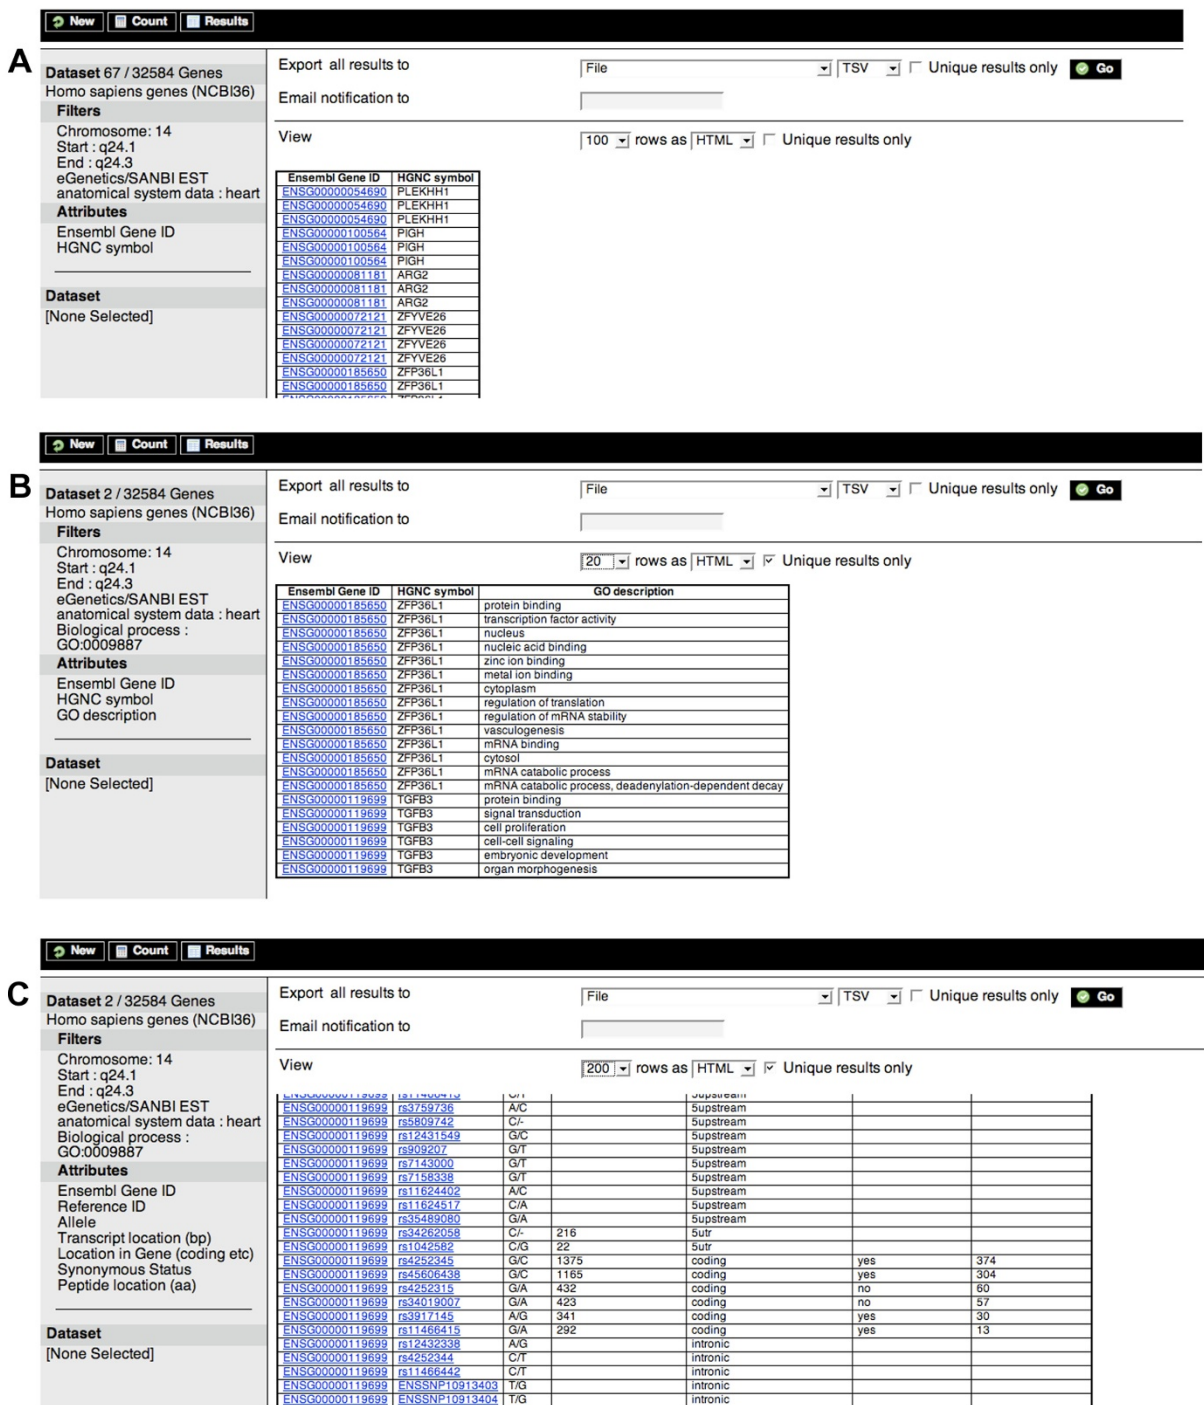 New Count Results
A
Dataset 67 / 32584 Genes
Homo sapiens genes (NCBI36)
Filters
Chromosome: 14
Start : q24.1
End : q24.3
eGenetics/SANBI EST
anatomical system data : heart
Attributes
Ensembl Gene ID
HGNC symbol
Dataset
[None Selected]
Export all results to File TSV Unique results only Go
Email notification to
View 100 rows as HTML Unique results only
Ensembl Gene ID HGNC symbol
ENSG00000054690 PLEKHH1
ENSG00000054690 PLEKHH1
ENSG00000054690 PLEKHH1
ENSG00000100564 PIGH
ENSG00000100564 PIGH
ENSG00000100564 PIGH
ENSG00000081181 ARG2
ENSG00000081181 ARG2
ENSG00000081181 ARG2
ENSG00000072121 ZFYVE26
ENSG00000072121 ZFYVE26
ENSG00000072121 ZFYVE26
ENSG00000072121 ZFYVE26
ENSG00000185650 ZFP36L1
ENSG00000185650 ZFP36L1
New Count Results
B
Dataset 2 / 32584 Genes
Homo sapiens genes (NCBI36)
Filters
Chromosome: 14
Start : q24.1
End : q24.3
eGenetics/SANBI EST
anatomical system data : heart
Biological process :
GO:0009887
Attributes
Ensembl Gene ID
HGNC symbol
GO description
Dataset
[None Selected]
Export all results to File TSV Unique results only Go
Email notification to
View 20 rows as HTML Unique results only
Ensembl Gene ID HGNC symbol GO description
ENSG00000185650 ZFP36L1 protein binding
ENSG00000185650 ZFP36L1 transcription factor activity
ENSG00000185650 ZFP36L1 nucleus
ENSG00000185650 ZFP36L1 nucleic acid binding
ENSG00000185650 ZFP36L1 zinc ion binding
ENSG00000185650 ZFP36L1 metal ion binding
ENSG00000185650 ZFP36L1 cytoplasm
ENSG00000185650 ZFP36L1 regulation of translation
ENSG00000185650 ZFP36L1 regulation of mRNA stability
ENSG00000185650 ZFP36L1 vasculogenesis
ENSG00000185650 ZFP36L1 mRNA binding
ENSG00000185650 ZFP36L1 cytosol
ENSG00000185650 ZFP36L1 mRNA catabolic process
ENSG00000185650 ZFP36L1 mRNA catabolic process, deadenylation-dependent decay
ENSG00000119699 TGFB3 protein binding
ENSG00000119699 TGFB3 signal transduction
ENSG00000119699 TGFB3 cell proliferation
ENSG00000119699 TGFB3 cell-cell signaling
ENSG00000119699 TGFB3 embryonic development
ENSG00000119699 TGFB3 organ morphogenesis
New Count Results
C
Dataset 2 / 32584 Genes
Homo sapiens genes (NCBI36)
Filters
Chromosome: 14
Start : q24.1
End : q24.3
eGenetics/SANBI EST
anatomical system data : heart
Biological process :
GO:0009887
Attributes
Ensembl Gene ID
Reference ID
Allele
Transcript location (bp)
Location in Gene (coding etc)
Synonymous Status
Peptide location (aa)
Dataset
[None Selected]
Export all results to File TSV Unique results only Go
Email notification to
View 200 rows as HTML Unique results only
ENSG00000119699 rs3759736 A/C 5upstream
ENSG00000119699 rs5809742 C/- 5upstream
ENSG00000119699 rs12431549 G/C 5upstream
ENSG00000119699 rs909207 G/T 5upstream
ENSG00000119699 rs7143000 G/T 5upstream
ENSG00000119699 rs7158338 G/T 5upstream
ENSG00000119699 rs11624402 A/C 5upstream
ENSG00000119699 rs11624517 C/A 5upstream
ENSG00000119699 rs35489080 G/A 5upstream
ENSG00000119699 rs34262058 C/- 216 5utr
ENSG00000119699 rs1042582 C/G 22 5utr
ENSG00000119699 rs4252345 G/C 1375 coding yes 374
ENSG00000119699 rs45606438 G/C 1165 coding yes 304
ENSG00000119699 rs4252315 G/A 432 coding no 60
ENSG00000119699 rs34019007 G/A 423 coding no 57
ENSG00000119699 rs3917145 A/G 341 coding yes 30
ENSG00000119699 rs11466415 G/A 292 coding yes 13
ENSG00000119699 rs12432338 A/G intronic
ENSG00000119699 rs4252344 C/T intronic
ENSG00000119699 rs11466442 C/T intronic
ENSG00000119699 ENSSNP10913403 T/G intronic
ENSG00000119699 ENSSNP10913404 T/G intronic